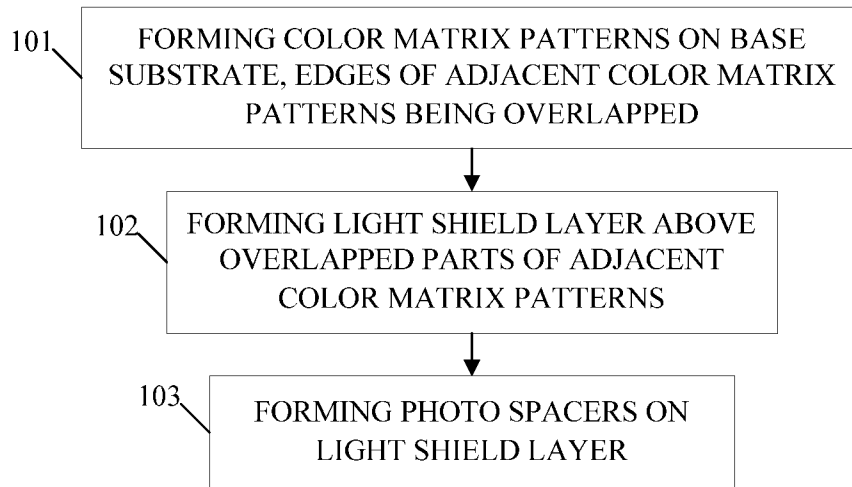 101
FORMING COLOR MATRIX PATTERNS ON BASE
SUBSTRATE, EDGES OF ADJACENT COLOR MATRIX
PATTERNS BEING OVERLAPPED
102
FORMING LIGHT SHIELD LAYER ABOVE
OVERLAPPED PARTS OF ADJACENT
COLOR MATRIX PATTERNS
103
FORMING PHOTO SPACERS ON
LIGHT SHIELD LAYER